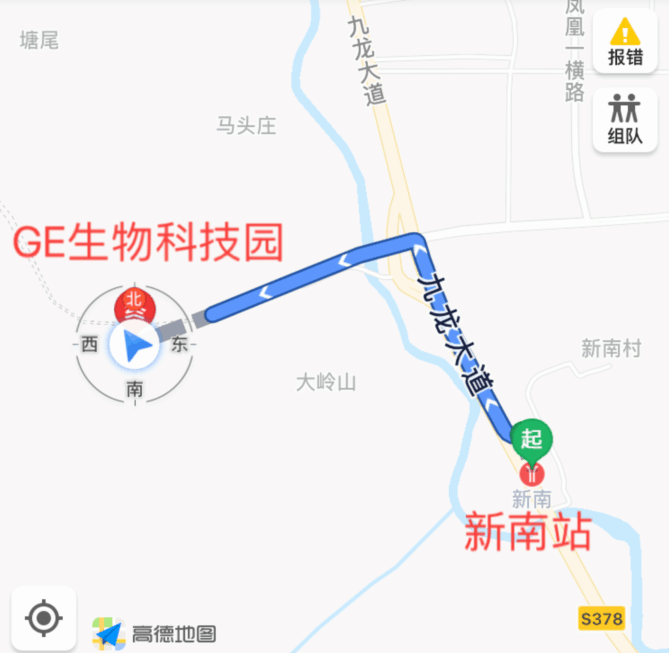 凤凰一横路
报错
九龙大道
塘尾
组队
马头庄
GE生物科技园
北
西
东
南
九龙大道
新南村
大岭山
起
新南
新南站
S378
高德地图